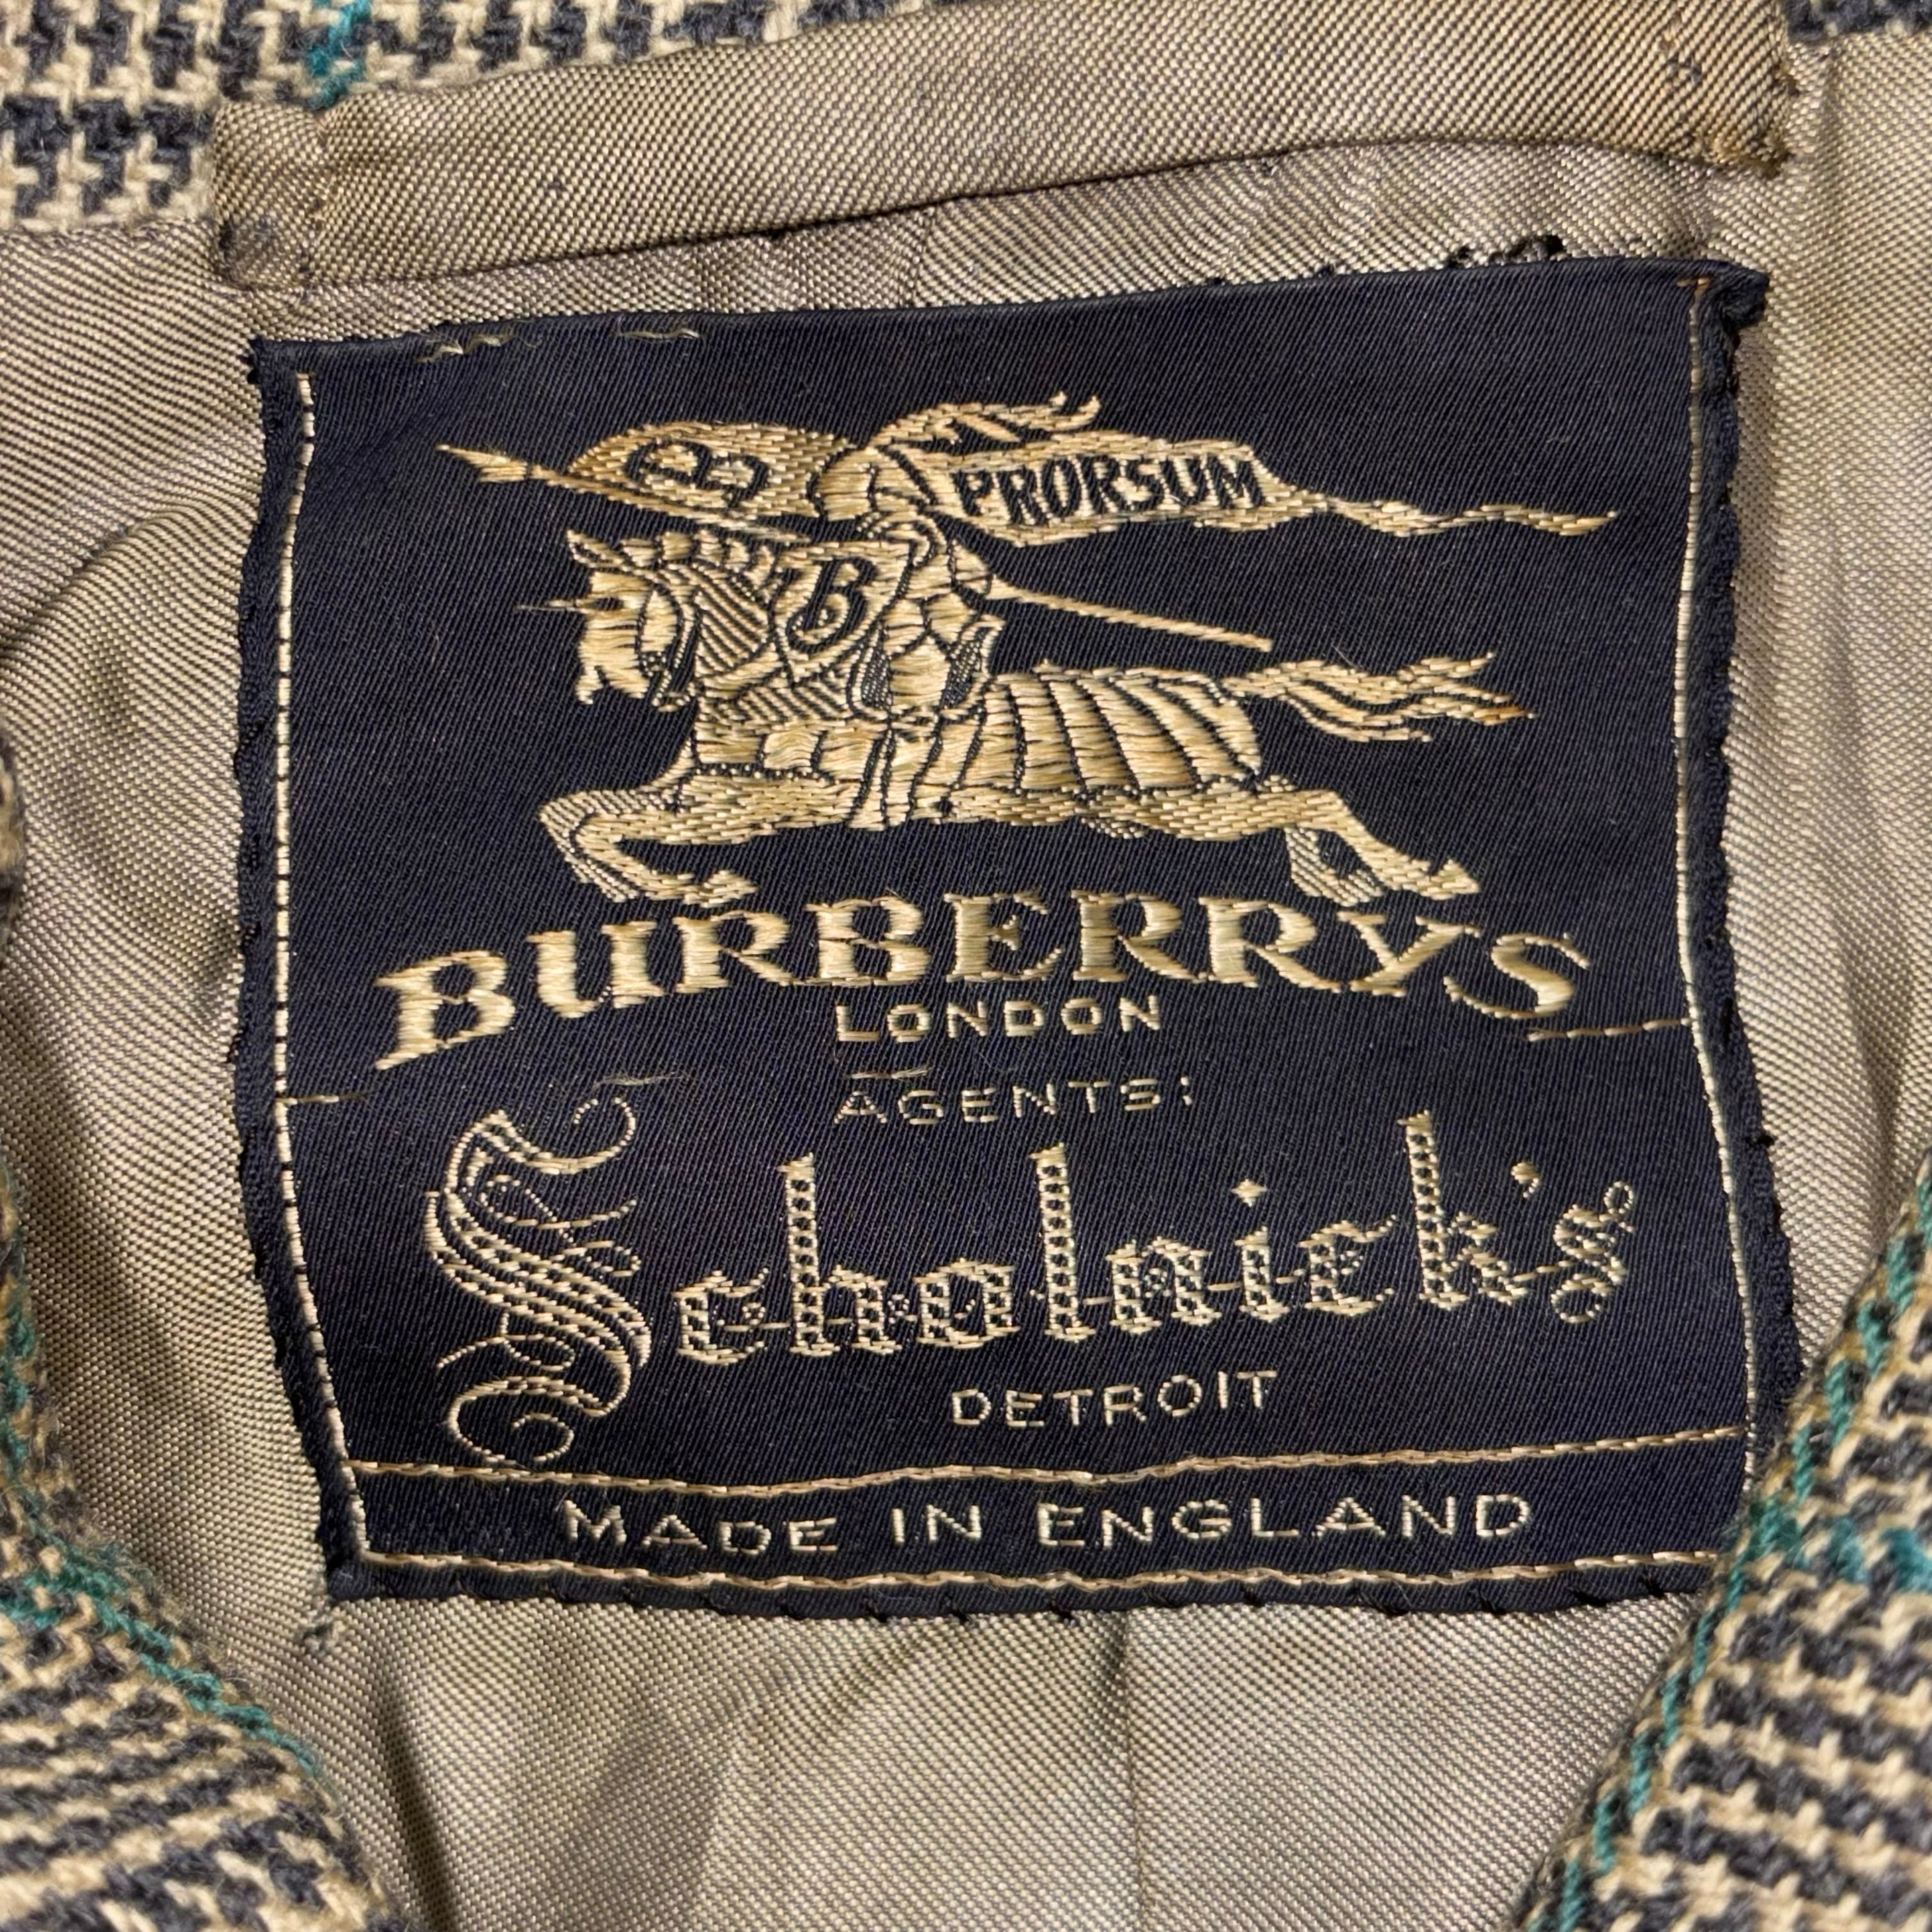 B
PRORSUM
B
BURBERRYS
LONDON
AGENTS:
Scholnick's
DETROIT
MADE IN ENGLAND